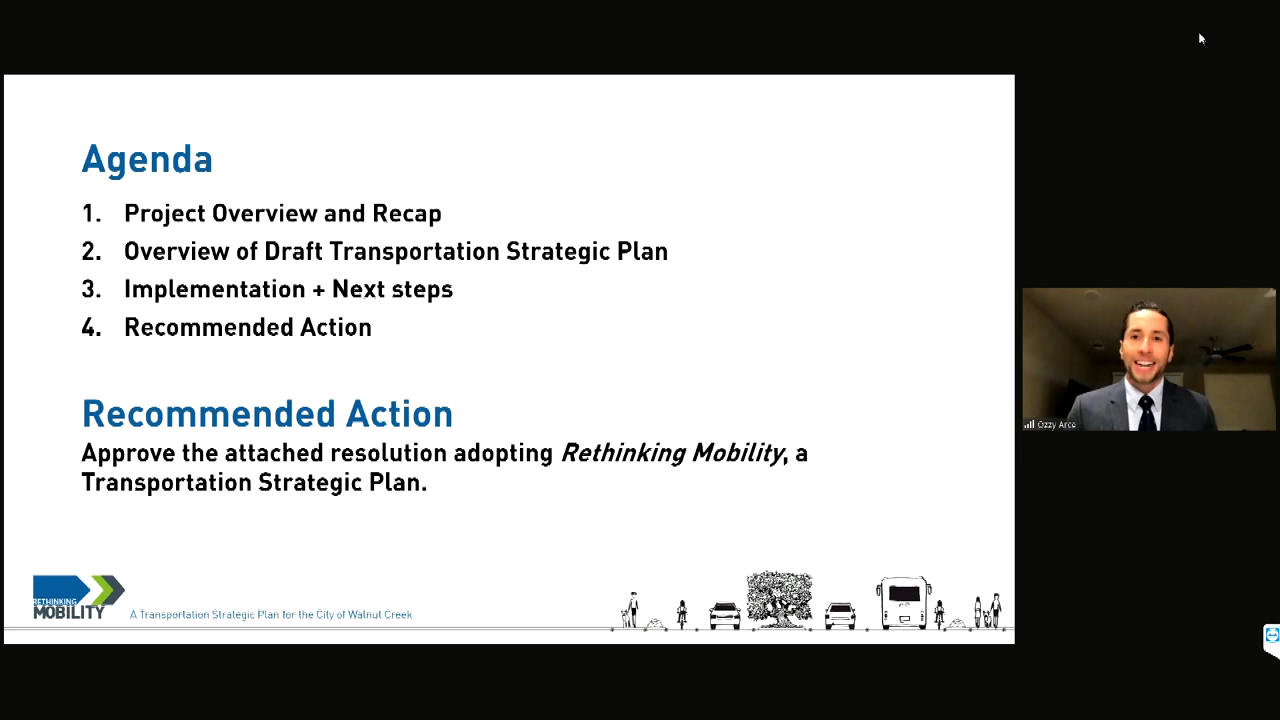 Agenda
1. Project Overview and Recap
2. Overview of Draft Transportation Strategic Plan
3. Implementation + Next steps
4. Recommended Action
Recommended Action
Approve the attached resolution adopting Rethinking Mobility, a
Transportation Strategic Plan.
RETHINKING
MOBILITY
A Transportation Strategic Plan for the City of Walnut Creek
Ozzy Arce